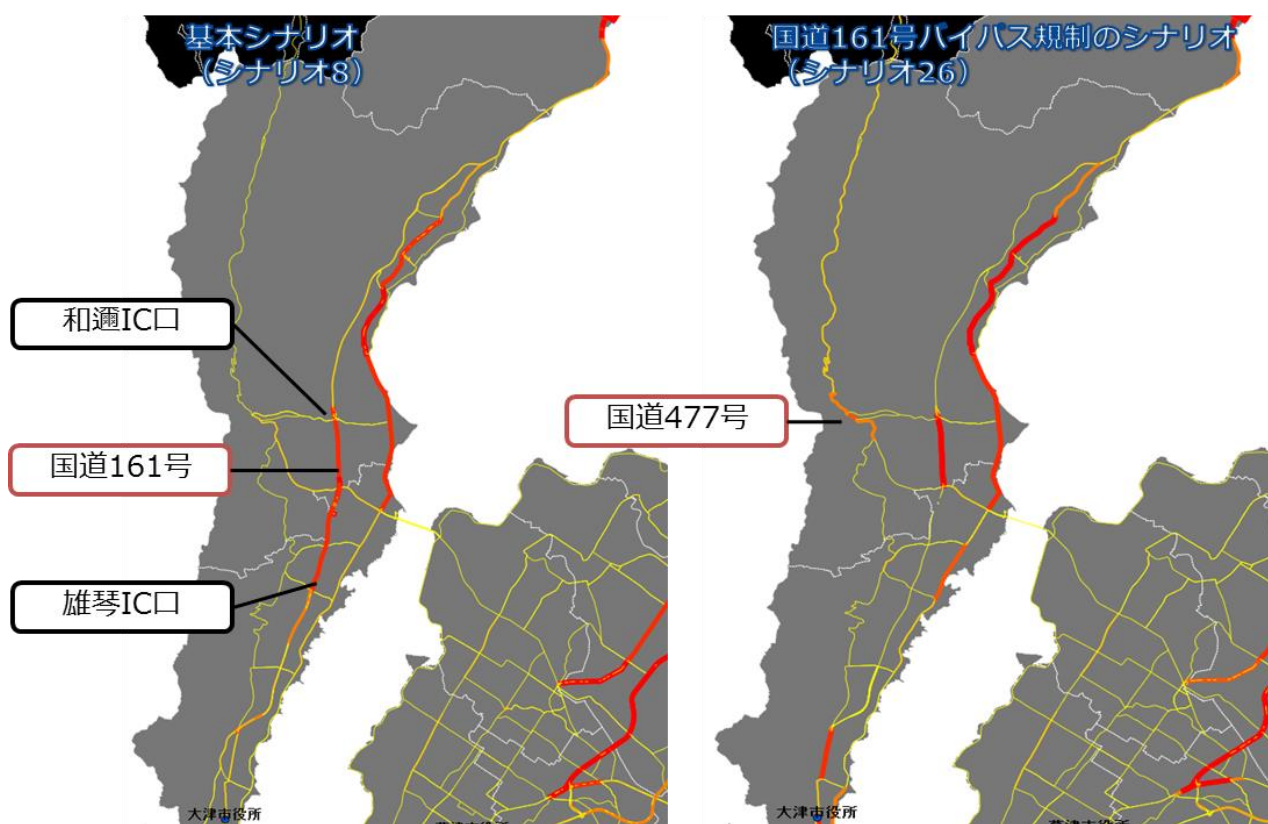 基本シナリオ
(シナリオ8)
国道161号バイパス規制のシナリオ
(シナリオ26)
和邇IC口
国道161号
雄琴IC口
国道477号
大津市役所
大津市役所